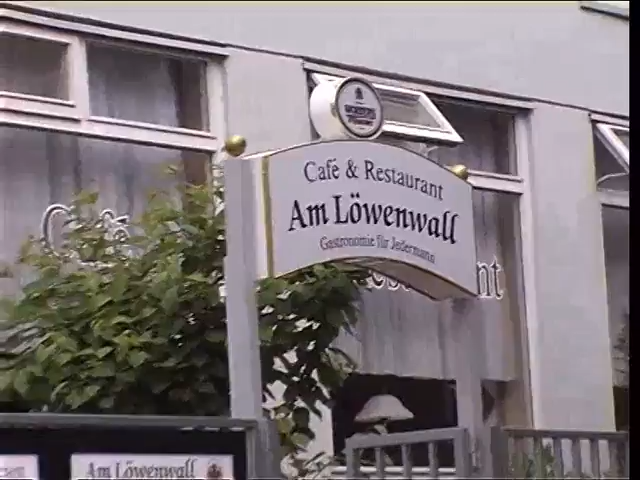 Café & Restaurant
Am Löwenwall
Gastronomie für Jedermann
Am Löwenwall